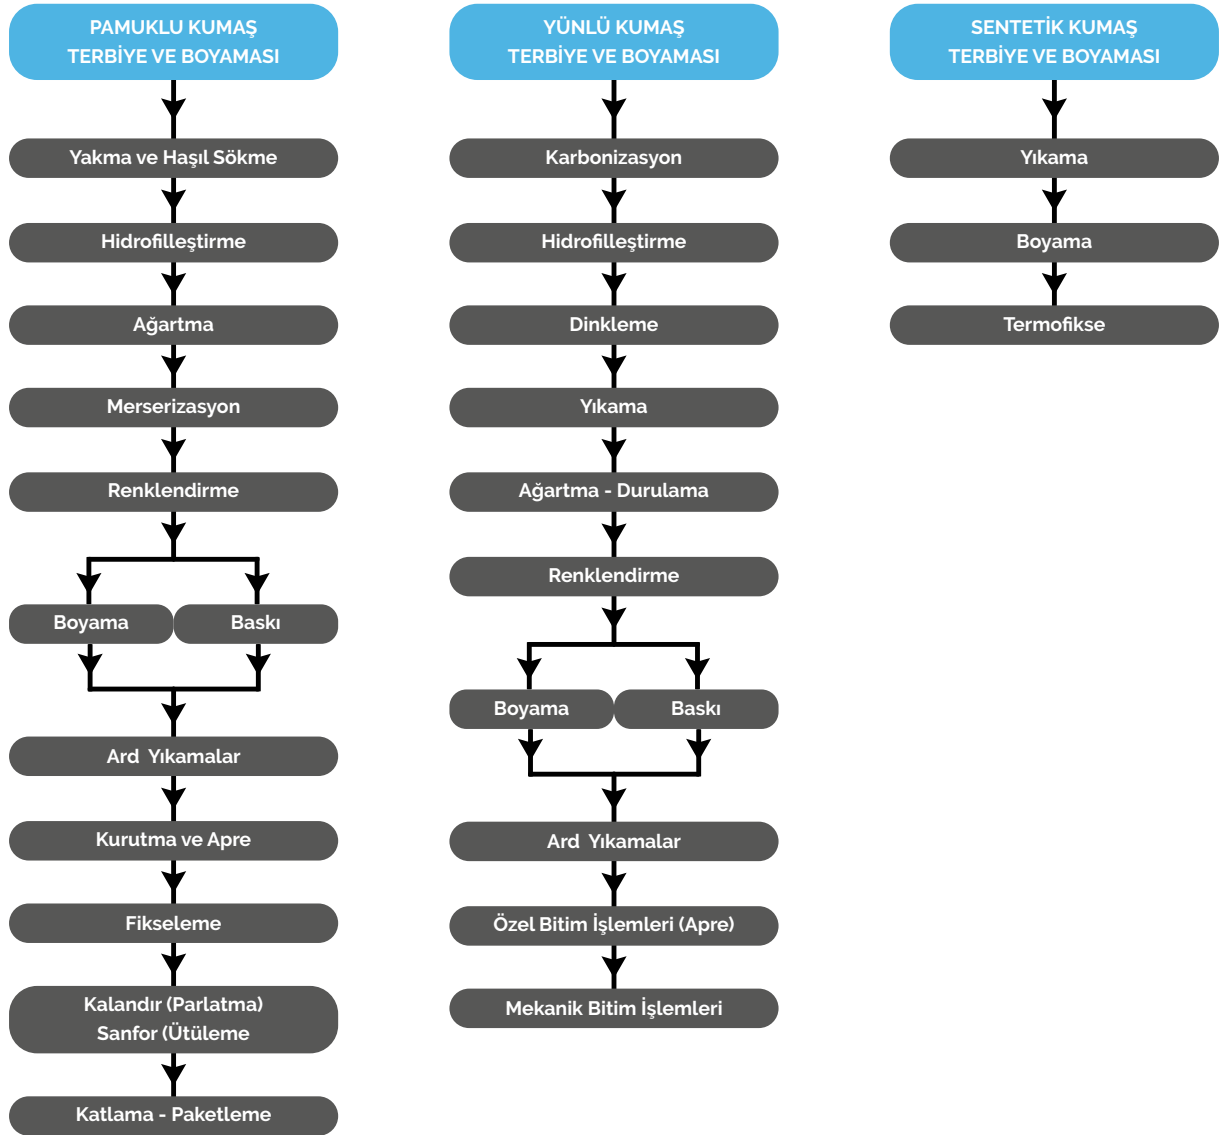 PAMUKLU KUMAŞ
TERBİYE VE BOYAMASI
Yakma ve Haşıl Sökme
Hidrofilleştirme
Ağartma
Merserizasyon
Renklendirme
Boyama
Baskı
Ard Yıkamalar
Kurutma ve Apre
Fikseleme
Kalandır (Parlatma)
Sanfor (Ütüleme
Katlama - Paketleme
YÜNLÜ KUMAŞ
TERBİYE VE BOYAMASI
Karbonizasyon
Hidrofilleştirme
Dinkleme
Yıkama
Ağartma - Durulama
Renklendirme
Boyama
Baskı
Ard Yıkamalar
Özel Bitim İşlemleri (Apre)
Mekanik Bitim İşlemleri
SENTETİK KUMAŞ
TERBİYE VE BOYAMASI
Yıkama
Boyama
Termofikse